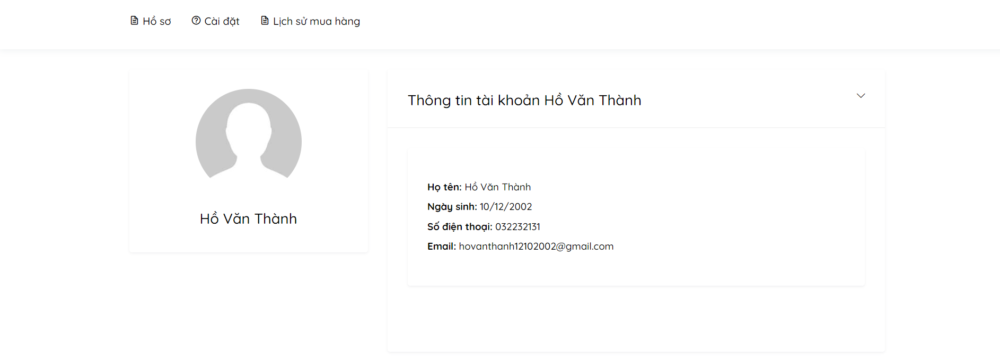 Hồ sơ Cài đặt Lịch sử mua hàng
Hồ Văn Thành
Thông tin tài khoản Hồ Văn Thành
Họ tên: Hồ Văn Thành
Ngày sinh: 10/12/2002
Số điện thoại: 032232131
Email: hovanthanh12102002@gmail.com